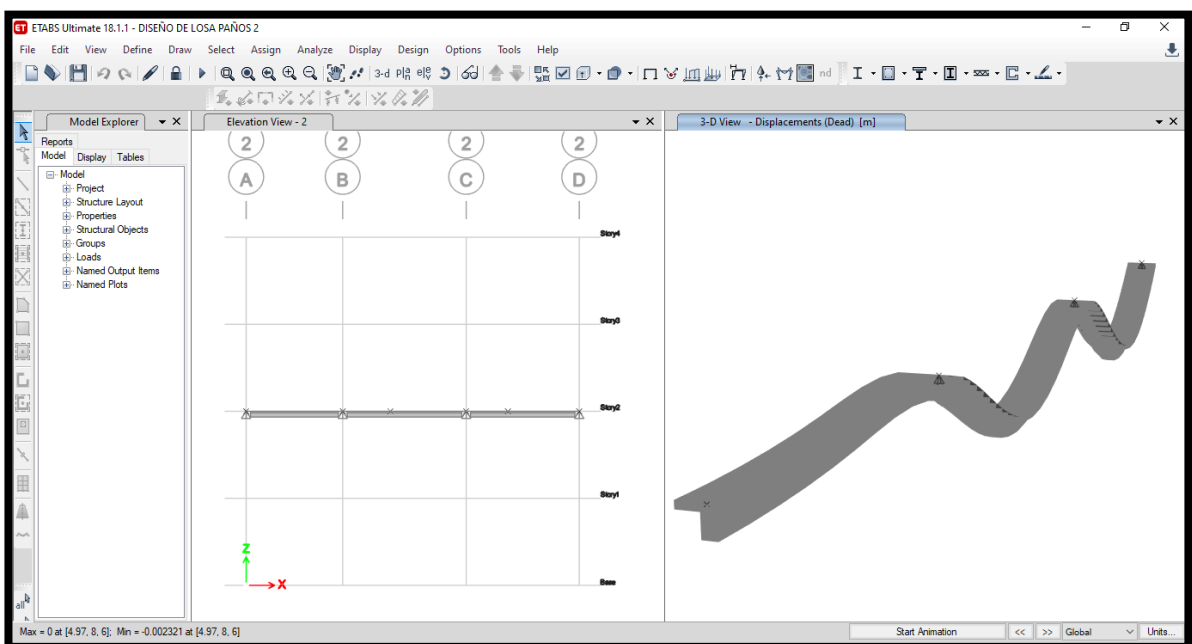 ET ETABS Ultimate 18.1.1 - DISEÑO DE LOSA PAÑOS 2
File Edit View Define Draw Select Assign Analyze Display Design Options Tools Help
3-d
nd
Model Explorer
Elevation View - 2
3-D View - Displacements (Dead) [m]
Reports
Model Display Tables
Model
Project
Structure Layout
Properties
Structural Objects
Groups
Loads
Named Output Items
Named Plots
2 2 2 2
A B C D
Story4
Story3
Story2
Story1
Z
X
Base
all
Max = 0 at [4.97, 8, 6]; Min = -0.002321 at [4.97, 8, 6]
Start Animation << >> Global Units...